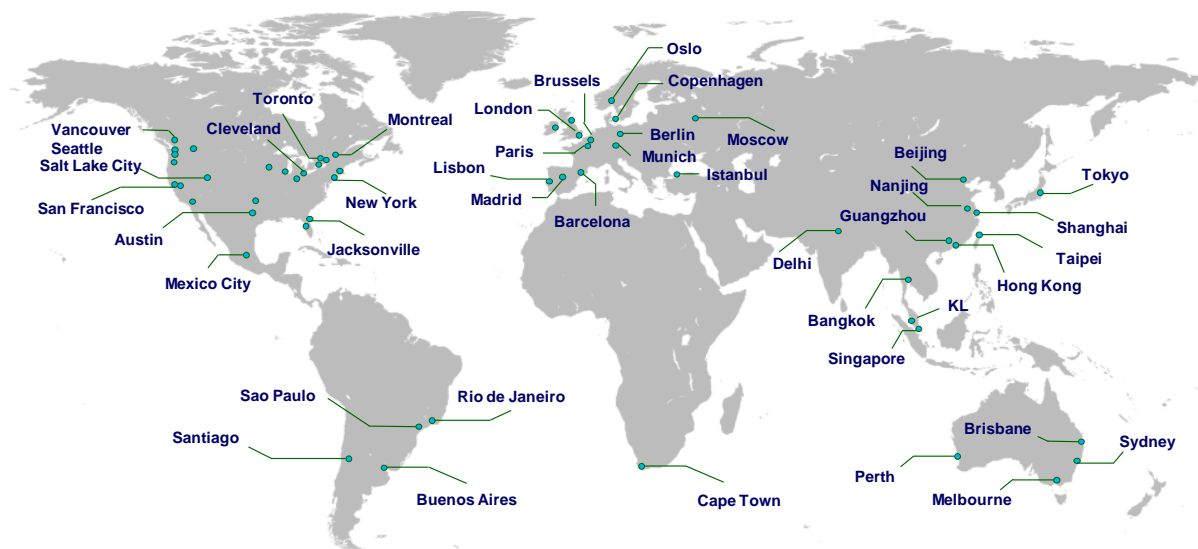 Oslo
Brussels
Copenhagen
Toronto
London
Cleveland
Montreal
Vancouver
Seattle
Salt Lake City
Paris
Berlin
Munich
Moscow
Lisbon
Istanbul
Madrid
Barcelona
Beijing
Nanjing
Tokyo
San Francisco
New York
Guangzhou
Shanghai
Austin
Jacksonville
Delhi
Taipei
Mexico City
Hong Kong
Bangkok
KL
Singapore
Sao Paulo
Rio de Janeiro
Santiago
Brisbane
Sydney
Perth
Buenos Aires
Cape Town
Melbourne